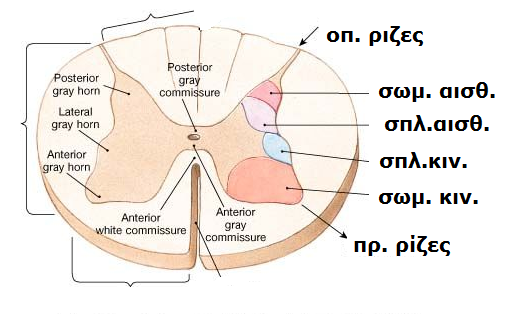 οπ. ριζες
Posterior
gray horn
Posterior
gray
commissure
σωμ. αισθ.
Lateral
gray horn
σπλ.αισθ.
Anterior
gray horn
σπλ.κιν.
σωμ. κιν.
Anterior
white commissure
Anterior
gray
commissure
πρ. ρίζες